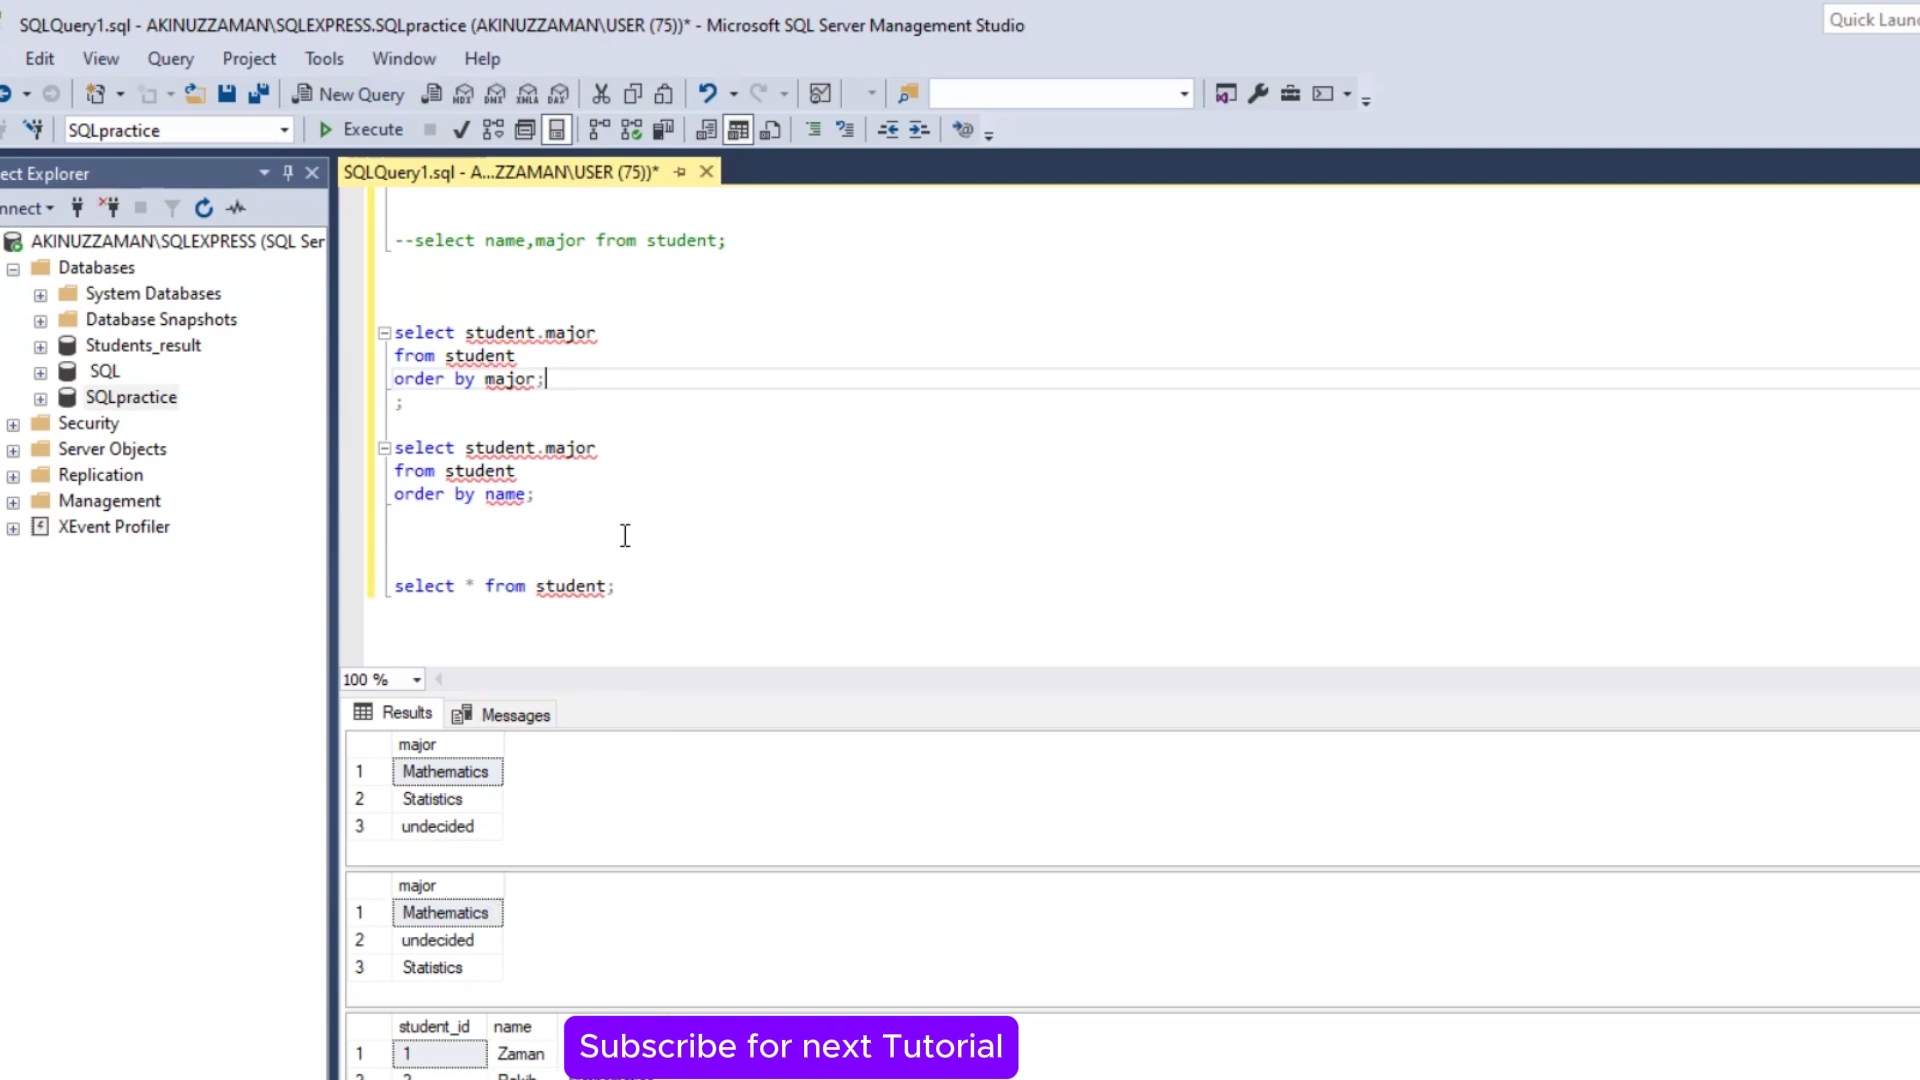 SQLQuery1.sql - AKINUZZAMAN\SQLEXPRESS.SQLpractice (AKINUZZAMAN\USER (75))* - Microsoft SQL Server Management Studio
Quick Laun
Edit View Query Project Tools Window Help
New Query MDX DMX XMLA DAX
SQLpractice Execute
ect Explorer
SQLQuery1.sql - A...ZZAMAN\USER (75))*
nnect
AKINUZZAMAN\SQLEXPRESS (SQL Ser
Databases
System Databases
Database Snapshots
Students_result
SQL
SQLpractice
Security
Server Objects
Replication
Management
XEvent Profiler
--select name,major from student;
select student.major
from student
order by major;
;
select student.major
from student
order by name;
select * from student;
100 %
Results Messages
major
1 Mathematics
2 Statistics
3 undecided
major
1 Mathematics
2 undecided
3 Statistics
student_id name
1 1 Zaman
Subscribe for next Tutorial